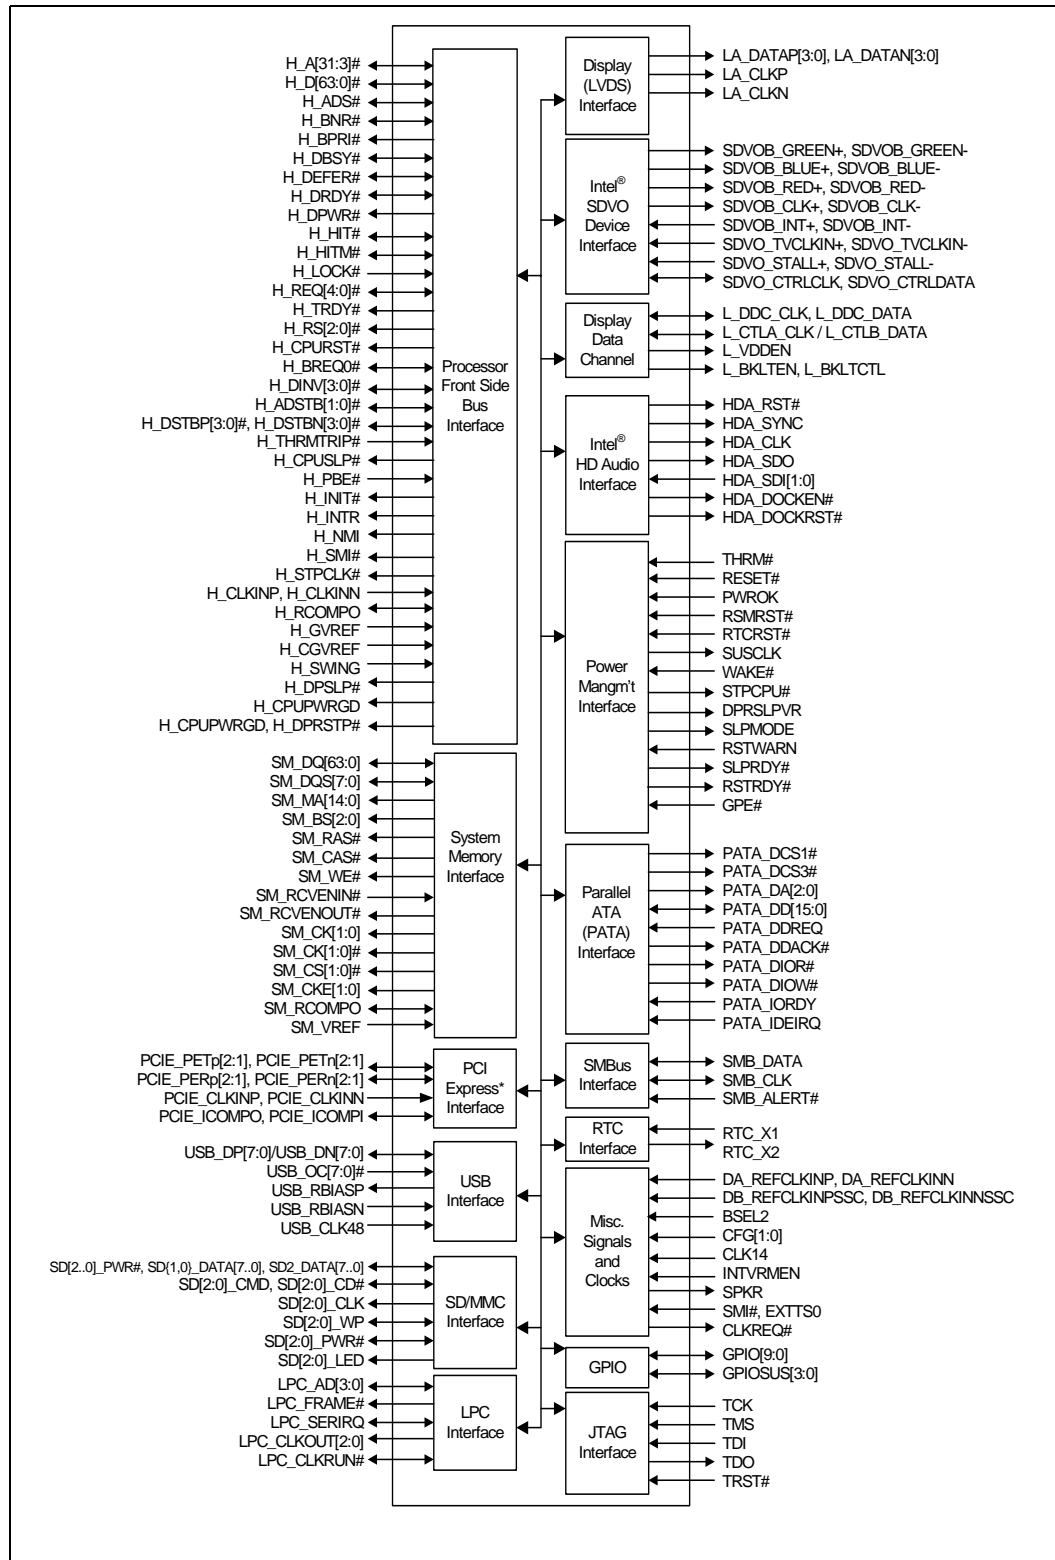 H_A[31:3]#
H_D[63:0]#
H_ADS#
H_BNR#
H_BPRI#
H_DBSY#
H_DEFER#
H_DRDY#
H_DPWR#
H_HIT#
H_HITM#
H_LOCK#
H_REQ[4:0]#
H_TRDY#
H_RS[2:0]#
H_CPURST#
H_BREQ0#
H_DINV[3:0]#
H_ADSTB[1:0]#
H_DSTBP[3:0]#, H_DSTBN[3:0]#
H_THRMTRIP#
H_CPUSLP#
H_PBE#
H_INIT#
H_INTR
H_NMI
H_SMI#
H_STPCLK#
H_CLKINP, H_CLKINN
H_RCOMPO
H_GVREF
H_CGVREF
H_SWING
H_DPSLP#
H_CPUPWRGD
H_CPUPWRGD, H_DPRSTP#
Processor
Front Side
Bus
Interface
SM_DQ[63:0]
SM_DQS[7:0]
SM_MA[14:0]
SM_BS[2:0]
SM_RAS#
SM_CAS#
SM_WE#
SM_RCVENIN#
SM_RCVENOUT#
SM_CK[1:0]
SM_CK[1:0]#
SM_CS[1:0]#
SM_CKE[1:0]
SM_RCOMPO
SM_VREF
System
Memory
Interface
PCIE_PETp[2:1], PCIE_PETn[2:1]
PCIE_PERp[2:1], PCIE_PERn[2:1]
PCIE_CLKINP, PCIE_CLKINN
PCIE_ICOMPO, PCIE_ICOMPI
PCI
Express*
Interface
USB_DP[7:0]/USB_DN[7:0]
USB_OC[7:0]#
USB_RBIASP
USB_RBIASN
USB_CLK48
USB
Interface
SD[2..0]_PWR#, SD{1,0}_DATA[7..0], SD2_DATA[7..0]
SD[2:0]_CMD, SD[2:0]_CD#
SD[2:0]_CLK
SD[2:0]_WP
SD[2:0]_PWR#
SD[2:0]_LED
SD/MMC
Interface
LPC_AD[3:0]
LPC_FRAME#
LPC_SERIRQ
LPC_CLKOUT[2:0]
LPC_CLKRUN#
LPC
Interface
Display
(LVDS)
Interface
LA_DATAP[3:0], LA_DATAN[3:0]
LA_CLKP
LA_CLKN
Intel®
SDVO
Device
Interface
SDVOB_GREEN+, SDVOB_GREEN-
SDVOB_BLUE+, SDVOB_BLUE-
SDVOB_RED+, SDVOB_RED-
SDVOB_CLK+, SDVOB_CLK-
SDVOB_INT+, SDVOB_INT-
SDVO_TVCLKIN+, SDVO_TVCLKIN-
SDVO_STALL+, SDVO_STALL-
SDVO_CTRLCLK, SDVO_CTRLDATA
Display
Data
Channel
L_DDC_CLK, L_DDC_DATA
L_CTLA_CLK / L_CTLB_DATA
L_VDDEN
L_BKLTEN, L_BKLTCTL
Intel®
HD Audio
Interface
HDA_RST#
HDA_SYNC
HDA_CLK
HDA_SDO
HDA_SDI[1:0]
HDA_DOCKEN#
HDA_DOCKRST#
Power
Mangm't
Interface
THRM#
RESET#
PWROK
RSMRST#
RTCRST#
SUSCLK
WAKE#
STPCPU#
DPRSLPVR
SLPMODE
RSTWARN
SLPRDY#
RSTRDY#
GPE#
Parallel
ATA
(PATA)
Interface
PATA_DCS1#
PATA_DCS3#
PATA_DA[2:0]
PATA_DD[15:0]
PATA_DDREQ
PATA_DDACK#
PATA_DIOR#
PATA_DIOW#
PATA_IORDY
PATA_IDEIRQ
SMBus
Interface
SMB_DATA
SMB_CLK
SMB_ALERT#
RTC
Interface
RTC_X1
RTC_X2
Misc.
Signals
and
Clocks
DA_REFCLKINP, DA_REFCLKINN
DB_REFCLKINPSSC, DB_REFCLKINNSSC
BSEL2
CFG[1:0]
CLK14
INTVRMEN
SPKR
SMI#, EXTTS0
CLKREQ#
GPIO
GPIO[9:0]
GPIOSUS[3:0]
JTAG
Interface
TCK
TMS
TDI
TDO
TRST#